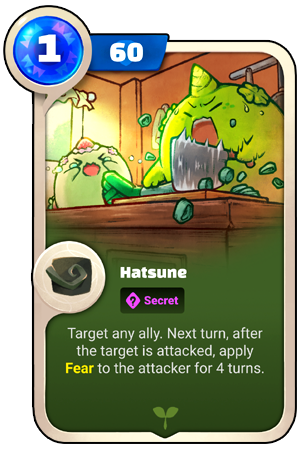 1
60
Hatsune
Secret
Target any ally. Next turn, after
the target is attacked, apply
Fear to the attacker for 4 turns.